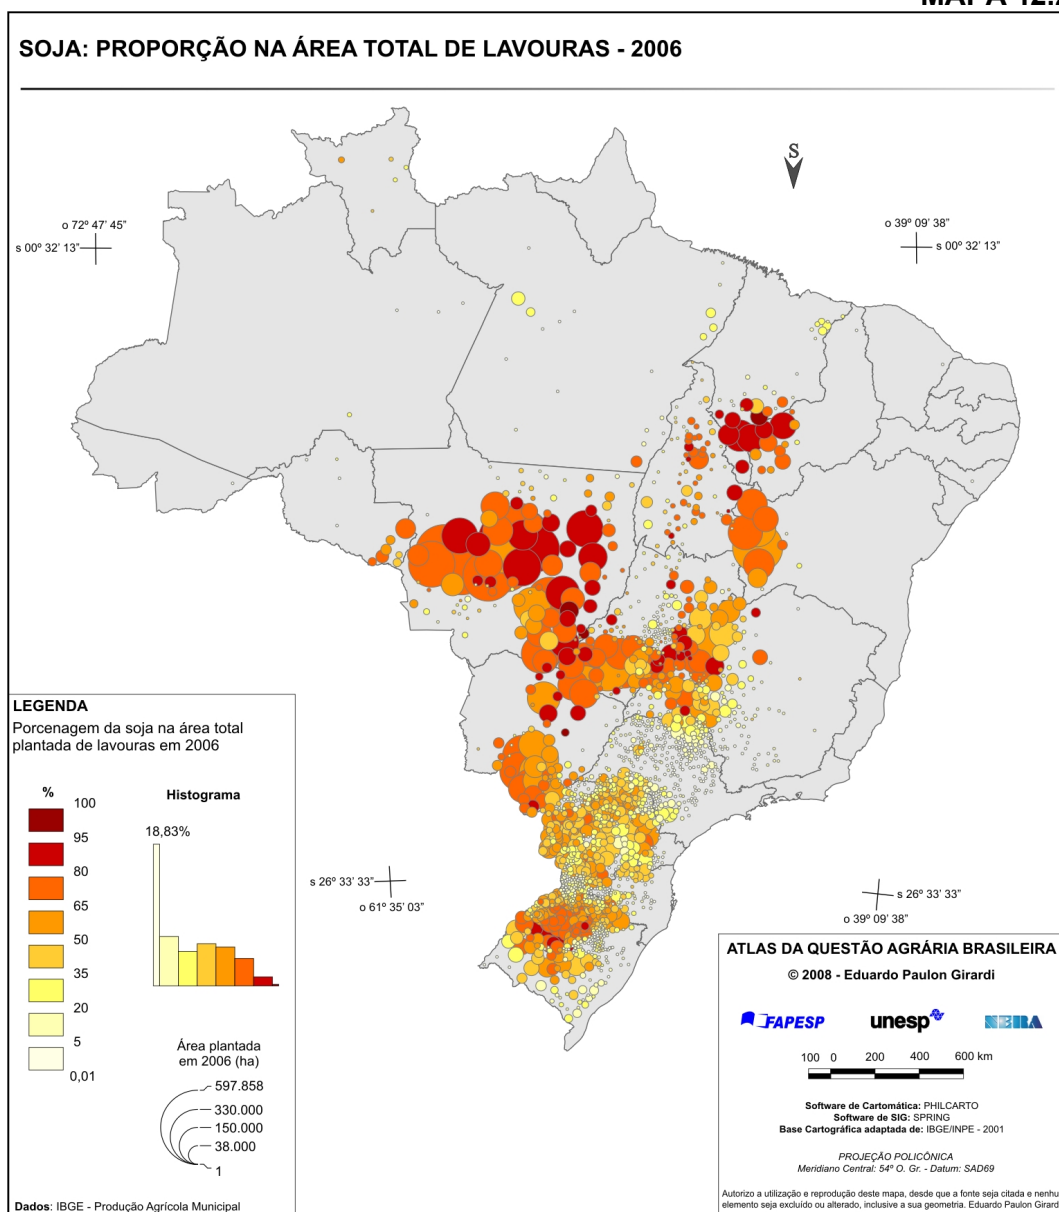 MAPA 12.
SOJA: PROPORÇÃO NA ÁREA TOTAL DE LAVOURAS - 2006
S
o 72º 47' 45"
s 00º 32' 13"
o 39º 09' 38"
s 00º 32' 13"
s 26º 33' 33"
o 61º 35' 03"
s 26º 33' 33"
o 39º 09' 38"
LEGENDA
Porcenagem da soja na área total
plantada de lavouras em 2006
%
100
95
80
65
50
35
20
5
0,01
Histograma
18,83%
Área plantada
em 2006 (ha)
597.858
330.000
150.000
38.000
1
Dados: IBGE - Produção Agrícola Municipal
ATLAS DA QUESTÃO AGRÁRIA BRASILEIRA
© 2008 - Eduardo Paulon Girardi
FAPESP
unesp
NERA
100 0 200 400 600 km
Software de Cartomática: PHILCARTO
Software de SIG: SPRING
Base Cartográfica adaptada de: IBGE/INPE - 2001
PROJEÇÃO POLICÔNICA
Meridiano Central: 54º O. Gr. - Datum: SAD69
Autorizo a utilização e reprodução deste mapa, desde que a fonte seja citada e nenhu
elemento seja excluído ou alterado, inclusive a sua geometria. Eduardo Paulon Girard